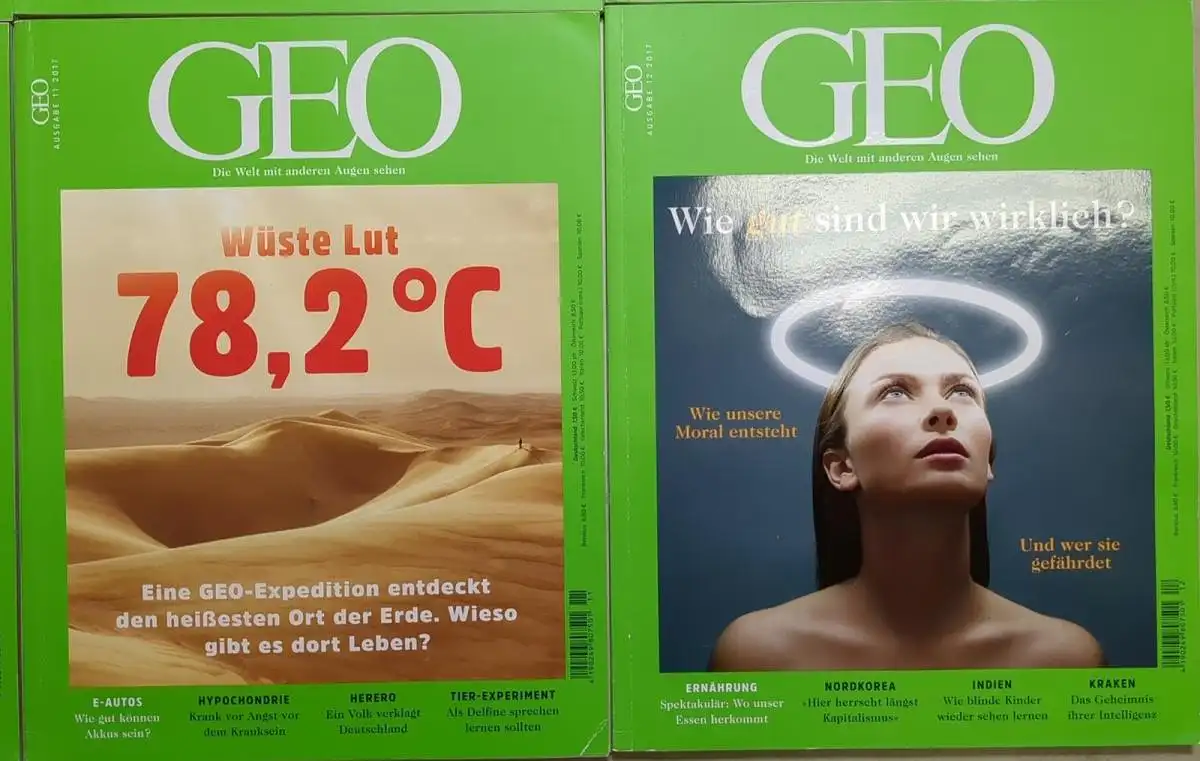 GEO
AUSGABE 11 2017
GEO
Die Welt mit anderen Augen sehen
Wüste Lut
78,2 °C
Eine GEO-Expedition entdeckt
den heißesten Ort der Erde. Wieso
gibt es dort Leben?
E-AUTOS
Wie gut können
Akkus sein?
HYPOCHONDRIE
Krank vor Angst vor
dem Kranksein
HERERO
Ein Volk verklagt
Deutschland
TIER-EXPERIMENT
Als Delfine sprechen
lernen sollten
GEO
AUSGABE 12 2017
GEO
Die Welt mit anderen Augen sehen
Wie gut sind wir wirklich?
Wie unsere
Moral entsteht
Und wer sie
gefährdet
ERNÄHRUNG
Spektakulär: Wo unser
Essen herkommt
NORDKOREA
»Hier herrscht längst
Kapitalismus«
INDIEN
Wie blinde Kinder
wieder sehen lernen
KRAKEN
Das Geheimnis
ihrer Intelligenz